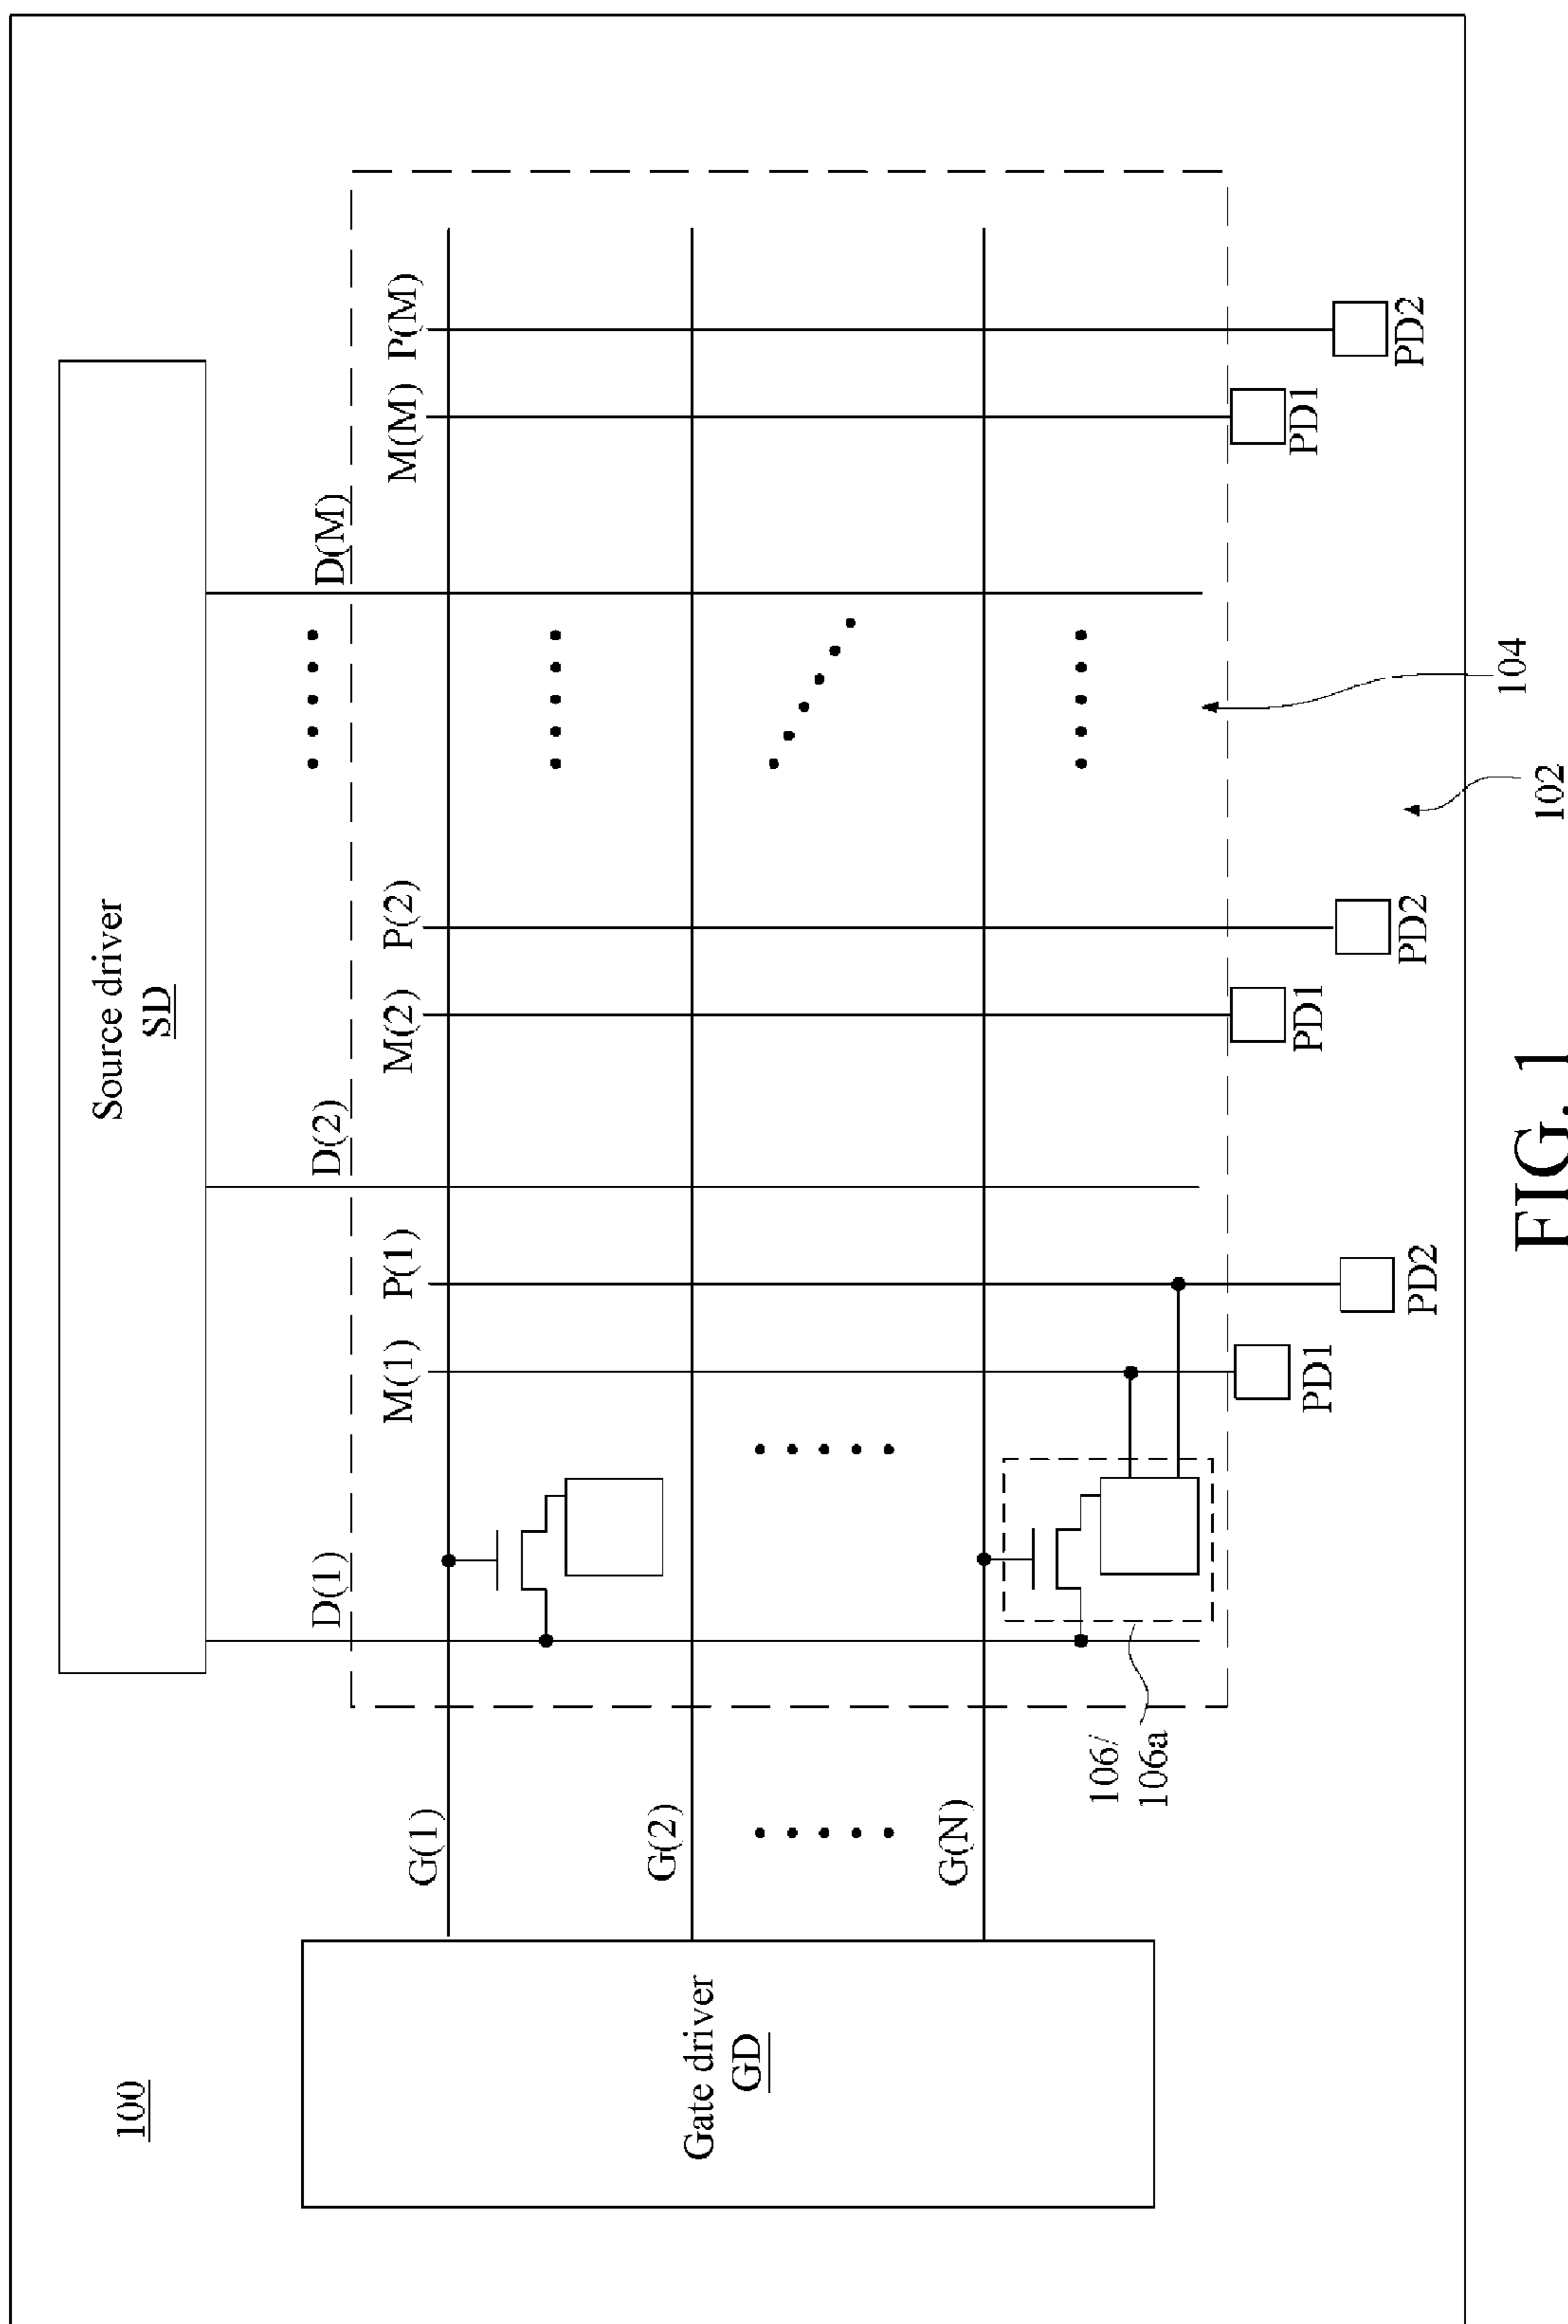 100
Source driver
SD
D(1)
D(2)
D(M)
M(1)
P(1)
M(2)
P(2)
M(M)
P(M)
G(1)
G(2)
G(N)
Gate driver
GD
106/
106a
PD1
PD2
PD1
PD2
PD1
PD2
102
104
FIG. 1